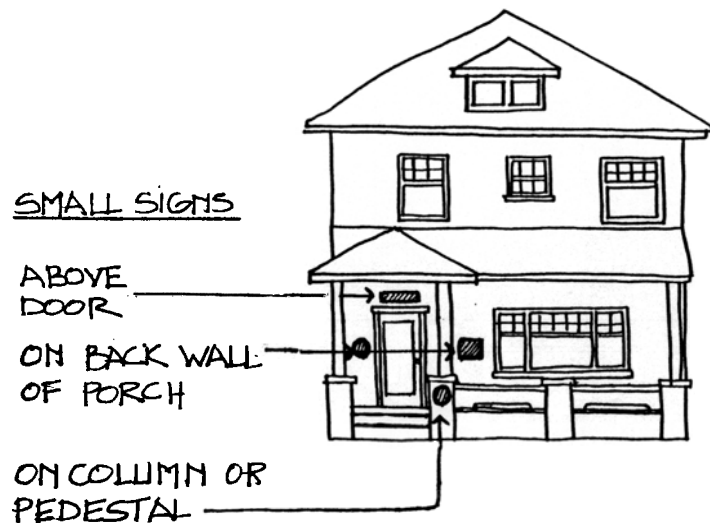 SMALL SIGNS
ABOVE
DOOR
ON BACK WALL
OF PORCH
ON COLUMN OR
PEDESTAL